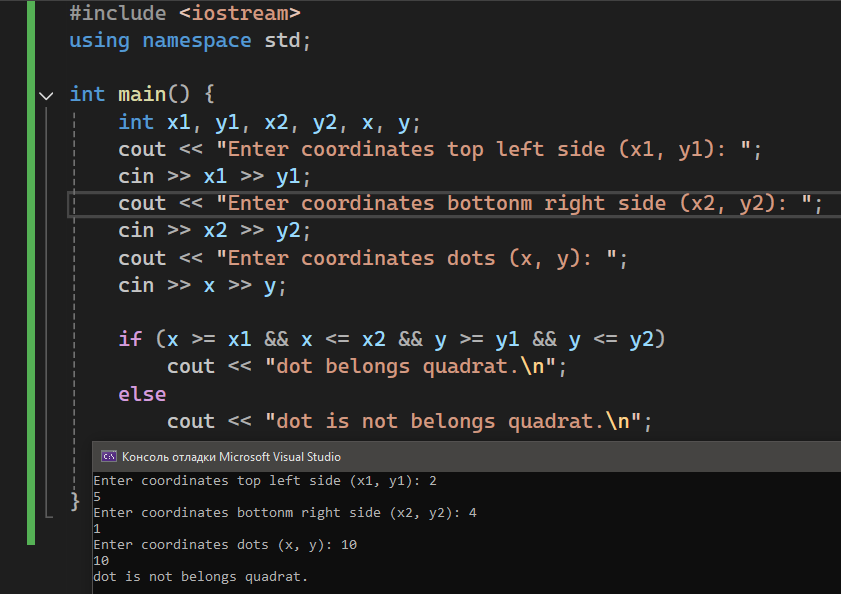 #include <iostream>
using namespace std;
int main() {
int x1, y1, x2, y2, x, y;
cout << "Enter coordinates top left side (x1, y1): ";
cin >> x1 >> y1;
cout << "Enter coordinates bottonm right side (x2, y2): ";
cin >> x2 >> y2;
cout << "Enter coordinates dots (x, y): ";
cin >> x >> y;
if (x >= x1 && x <= x2 && y >= y1 && y <= y2)
cout << "dot belongs quadrat.\n";
else
cout << "dot is not belongs quadrat.\n";
}
Консоль отладки Microsoft Visual Studio
Enter coordinates top left side (x1, y1): 2
5
Enter coordinates bottonm right side (x2, y2): 4
1
Enter coordinates dots (x, y): 10
10
dot is not belongs quadrat.